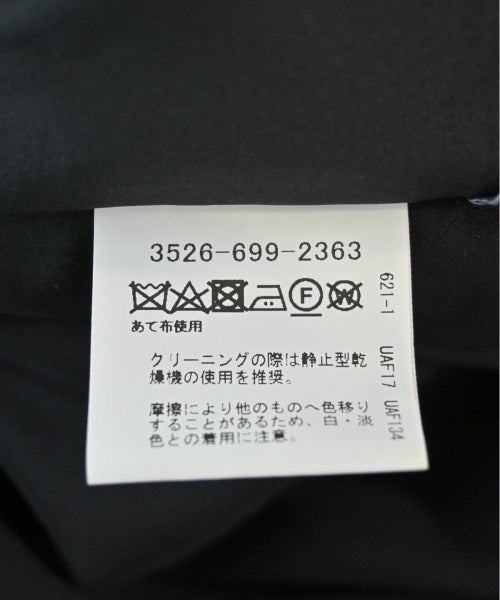 3526-699-2363
F W
あて布使用
クリーニングの際は静止型乾
燥機の使用を推奨。
摩擦により他のものへ色移り
することがあるため、白・淡
色との着用に注意。
621-1 UAF17 UAF134